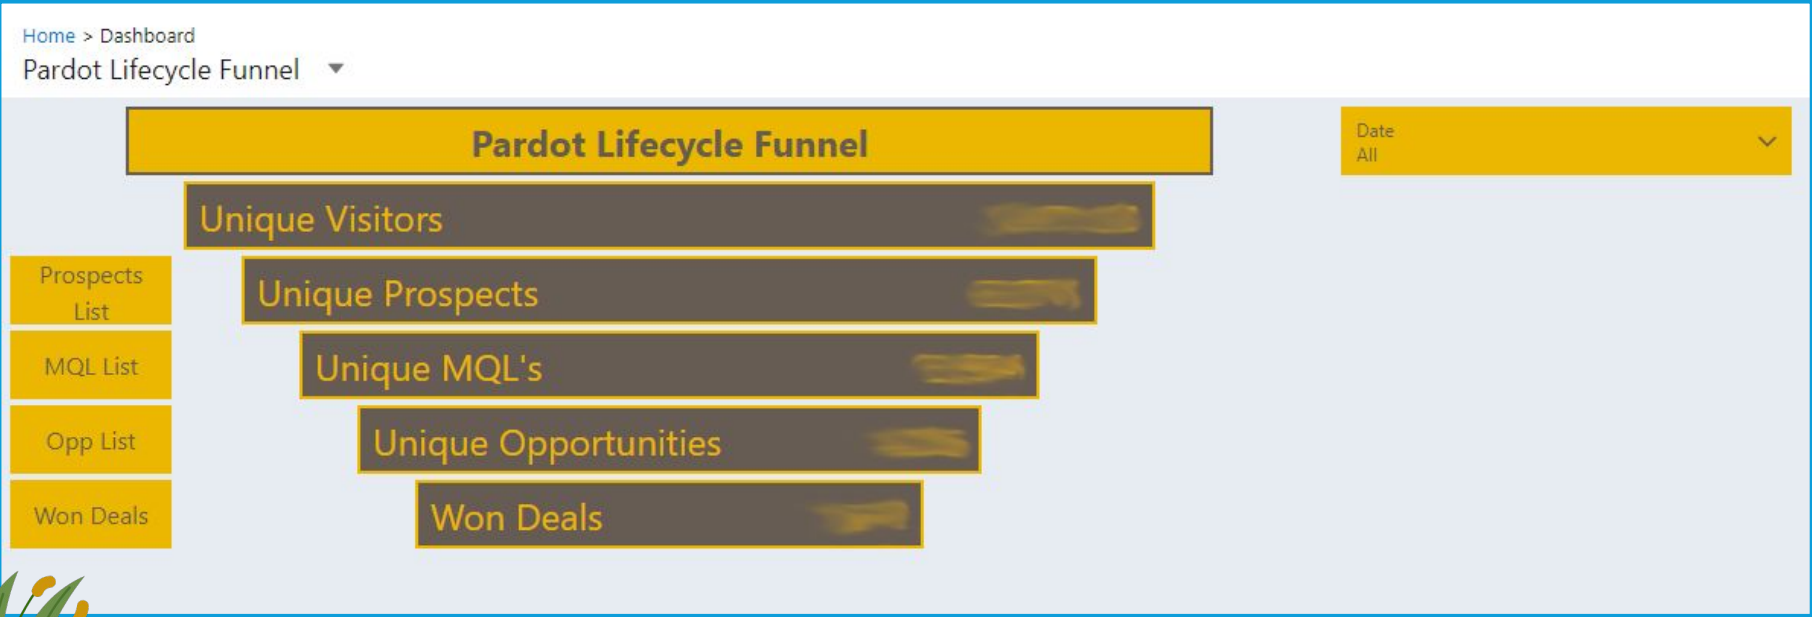 Home > Dashboard
Pardot Lifecycle Funnel
Pardot Lifecycle Funnel
Date
All
Unique Visitors
Prospects
List
Unique Prospects
MQL List
Unique MQL's
Opp List
Unique Opportunities
Won Deals
Won Deals